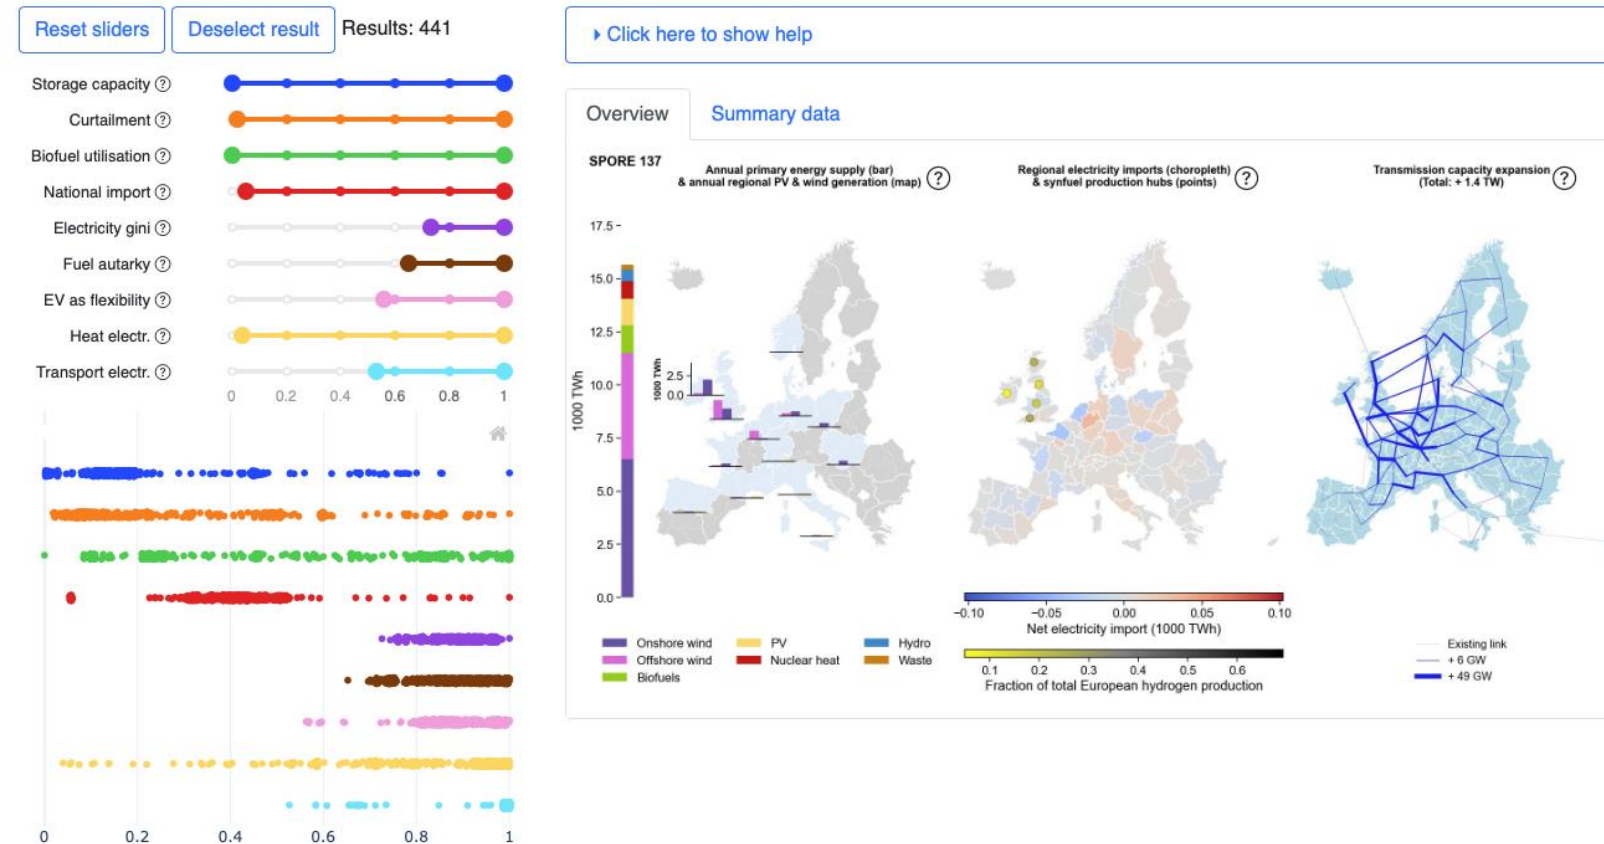 Reset sliders
Deselect result
Results: 441
Storage capacity ?
Curtailment ?
Biofuel utilisation ?
National import ?
Electricity gini ?
Fuel autarky ?
EV as flexibility ?
Heat electr. ?
Transport electr. ?
0 0.2 0.4 0.6 0.8 1
0 0.2 0.4 0.6 0.8 1
Click here to show help
Overview
Summary data
SPORE 137
Annual primary energy supply (bar)
& annual regional PV & wind generation (map) ?
17.5
15.0
12.5
10.0
7.5
5.0
2.5
0.0
1000 TWh
1000 TWh
2.5
0.0
Onshore wind
Offshore wind
Biofuels
PV
Nuclear heat
Hydro
Waste
Regional electricity imports (choropleth)
& synfuel production hubs (points) ?
−0.10 −0.05 0.00 0.05 0.10
Net electricity import (1000 TWh)
0.1 0.2 0.3 0.4 0.5 0.6
Fraction of total European hydrogen production
Transmission capacity expansion
(Total: + 1.4 TW) ?
Existing link
+ 6 GW
+ 49 GW